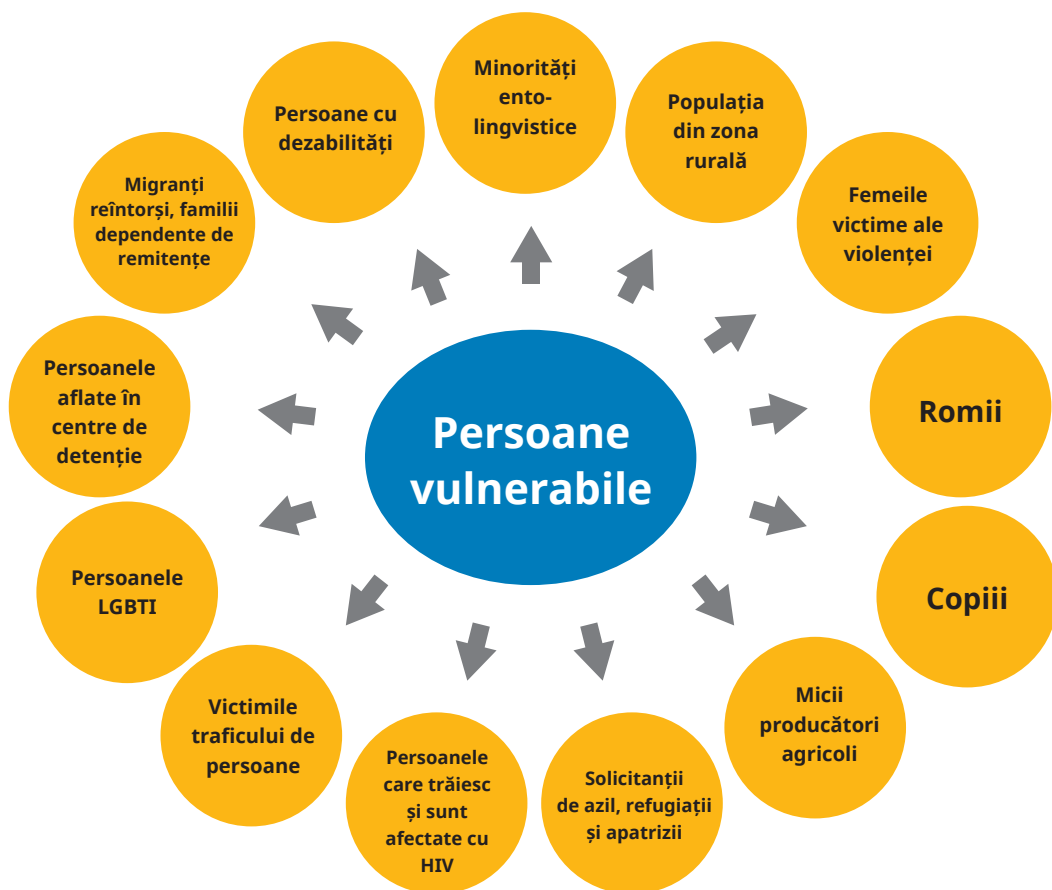 Minorități
ento-
lingvistice
Populația
din zona
rurală
Femeile
victime ale
violenței
Romii
Copiii
Micii
producători
agricoli
Solicitanții
de azil, refugiații
și apatrizii
Persoanele
care trăiesc
și sunt
afectate cu
HIV
Victimile
traficului de
persoane
Persoanele
LGBTI
Persoanele
aflate în
centre de
detenție
Migranți
reîntorși, familii
dependente de
remitențe
Persoane cu
dezabilități
Persoane
vulnerabile